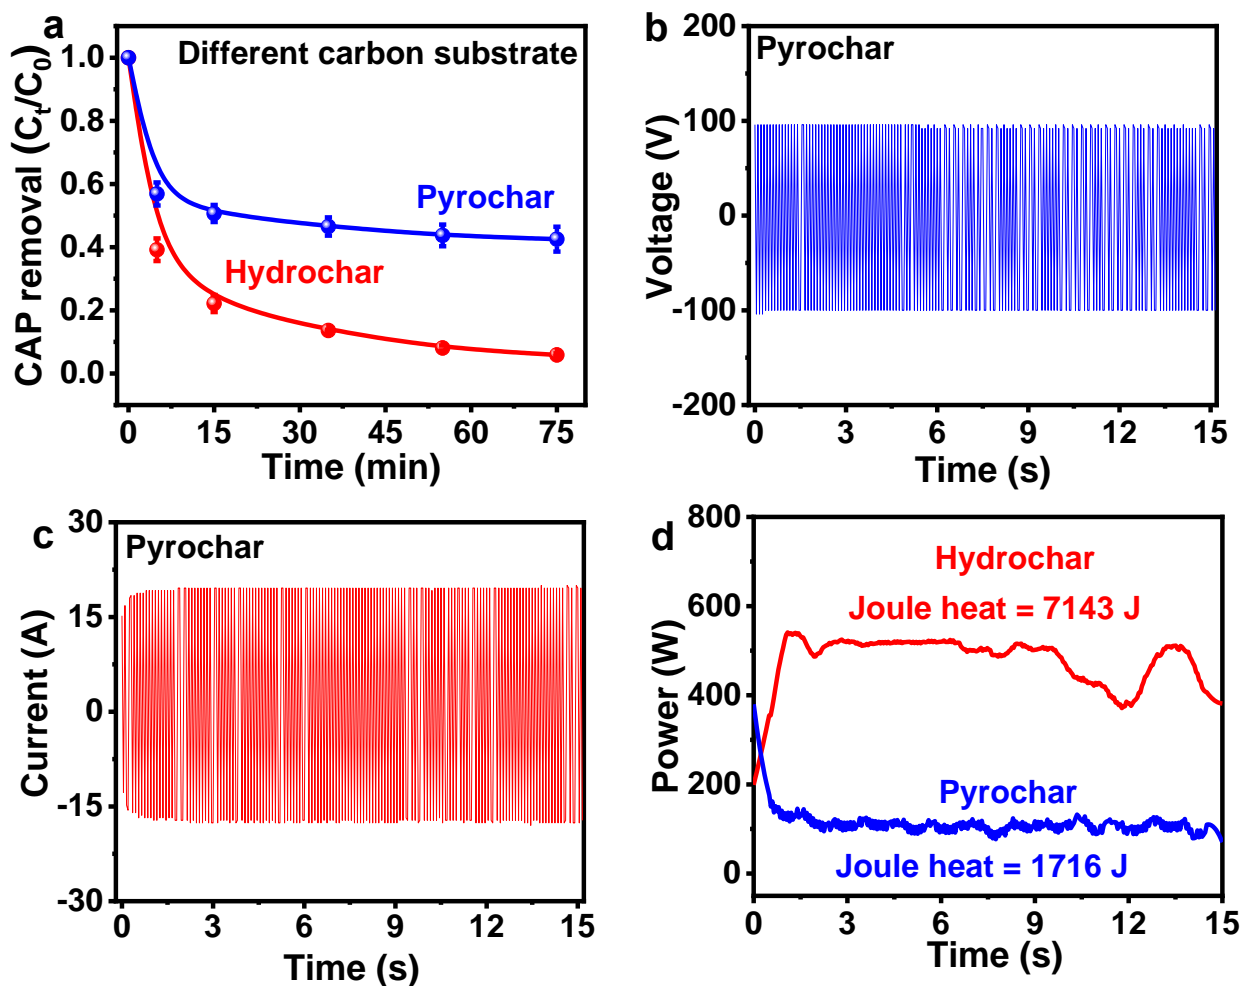 a
Different carbon substrate
CAP removal (Ct/C0)
1.0
0.8
0.6
0.4
0.2
0.0
Pyrochar
Hydrochar
0 15 30 45 60 75
Time (min)
b
Pyrochar
Voltage (V)
200
100
0
-100
-200
0 3 6 9 12 15
Time (s)
c
Pyrochar
Current (A)
30
15
0
-15
-30
0 3 6 9 12 15
Time (s)
d
Hydrochar
Joule heat = 7143 J
Power (W)
800
600
400
200
0
Pyrochar
Joule heat = 1716 J
0 3 6 9 12 15
Time (s)